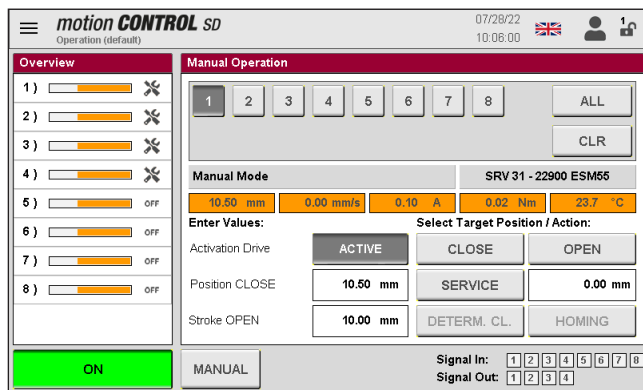 motion CONTROL SD
Operation (default)
07/28/22
10:06:00
1
Overview
1)
2)
3)
4)
5) OFF
6) OFF
7) OFF
8) OFF
ON
Manual Operation
1 2 3 4 5 6 7 8 ALL
CLR
Manual Mode SRV 31 - 22900 ESM55
10.50 mm 0.00 mm/s 0.10 A 0.02 Nm 23.7 °C
Enter Values: Select Target Position / Action:
Activation Drive ACTIVE CLOSE OPEN
Position CLOSE 10.50 mm SERVICE 0.00 mm
Stroke OPEN 10.00 mm DETERM. CL. HOMING
MANUAL
Signal In: 1 2 3 4 5 6 7 8
Signal Out: 1 2 3 4